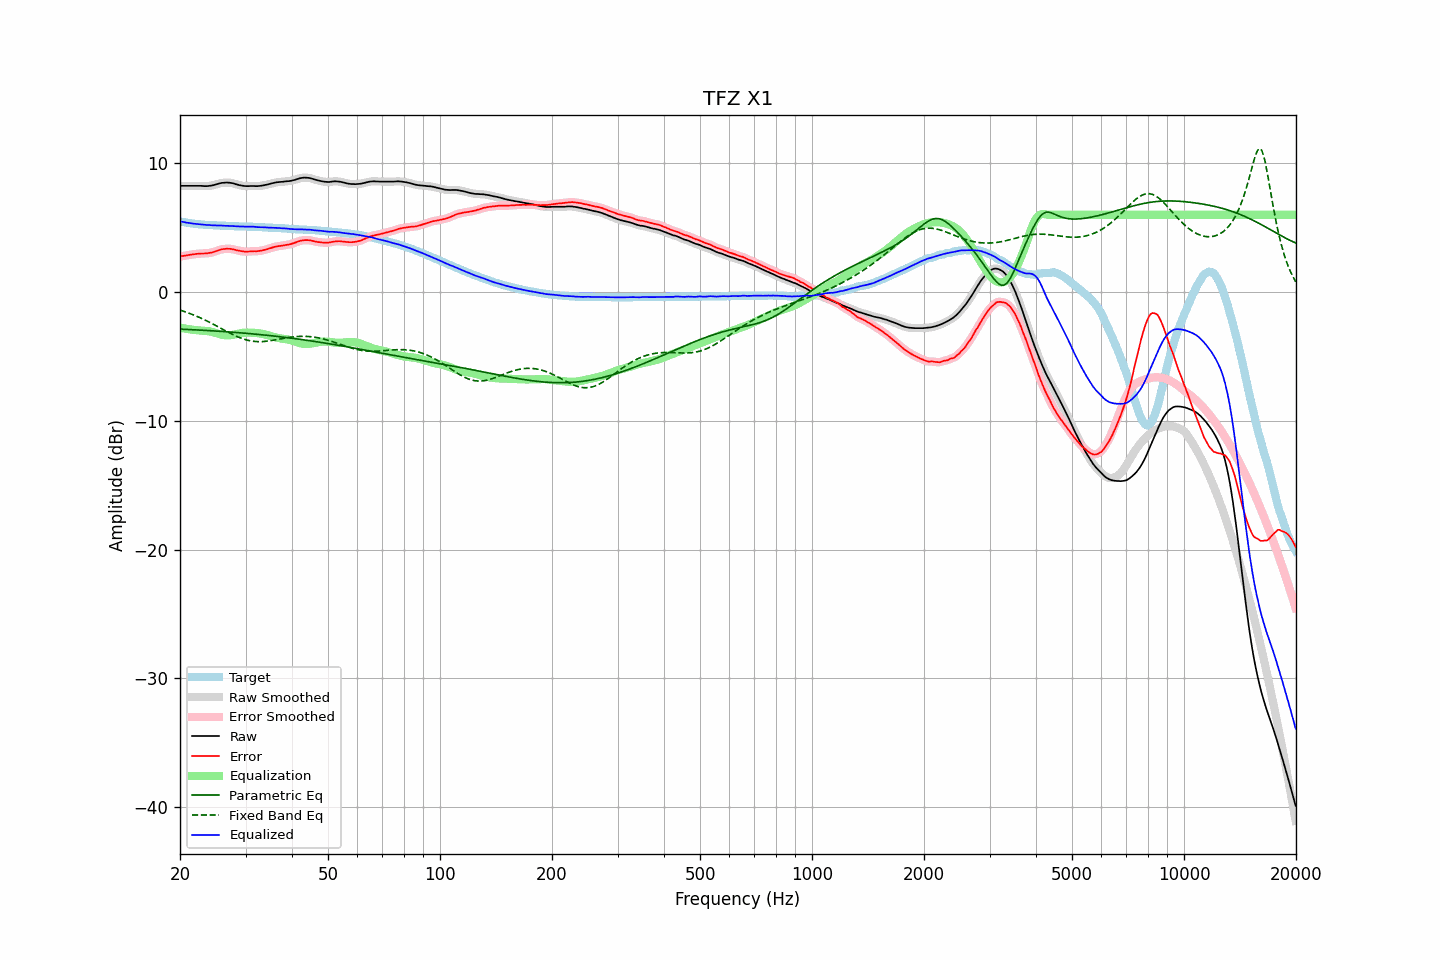 TFZ X1
Amplitude (dBr)
10
0
−10
−20
−30
−40
Target
Raw Smoothed
Error Smoothed
Raw
Error
Equalization
Parametric Eq
Fixed Band Eq
Equalized
20 50 100 200 500 1000 2000 5000 10000 20000
Frequency (Hz)